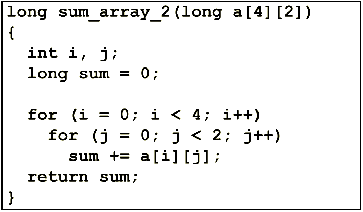 long sum_array_2(long a[4][2])
{
  int i, j;
  long sum = 0;

  for (i = 0; i < 4; i++)
    for (j = 0; j < 2; j++)
      sum += a[i][j];
  return sum;
}